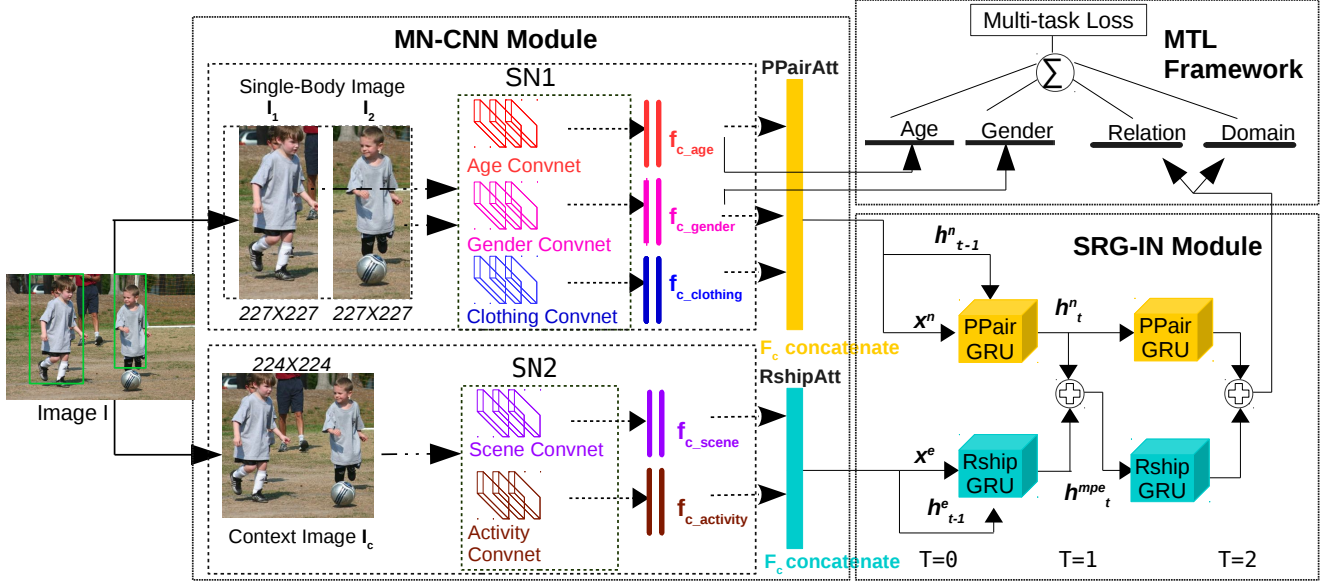 MN-CNN Module
SN1
Single-Body Image
I1 I2
227X227 227X227
Age Convnet
Gender Convnet
Clothing Convnet
fc_age
fc_gender
fc_clothing
PPairAtt
Fc concatenate
Image I
224X224
Context Image Ic
SN2
Scene Convnet
Activity
Convnet
fc_scene
fc_activity
RshipAtt
Fc concatenate
Multi-task Loss
MTL
Framework
∑
Age Gender Relation Domain
SRG-IN Module
hnt-1
xn
PPair
GRU
hnt
PPair
GRU
xe
het-1
Rship
GRU
hmpet
Rship
GRU
T=0 T=1 T=2